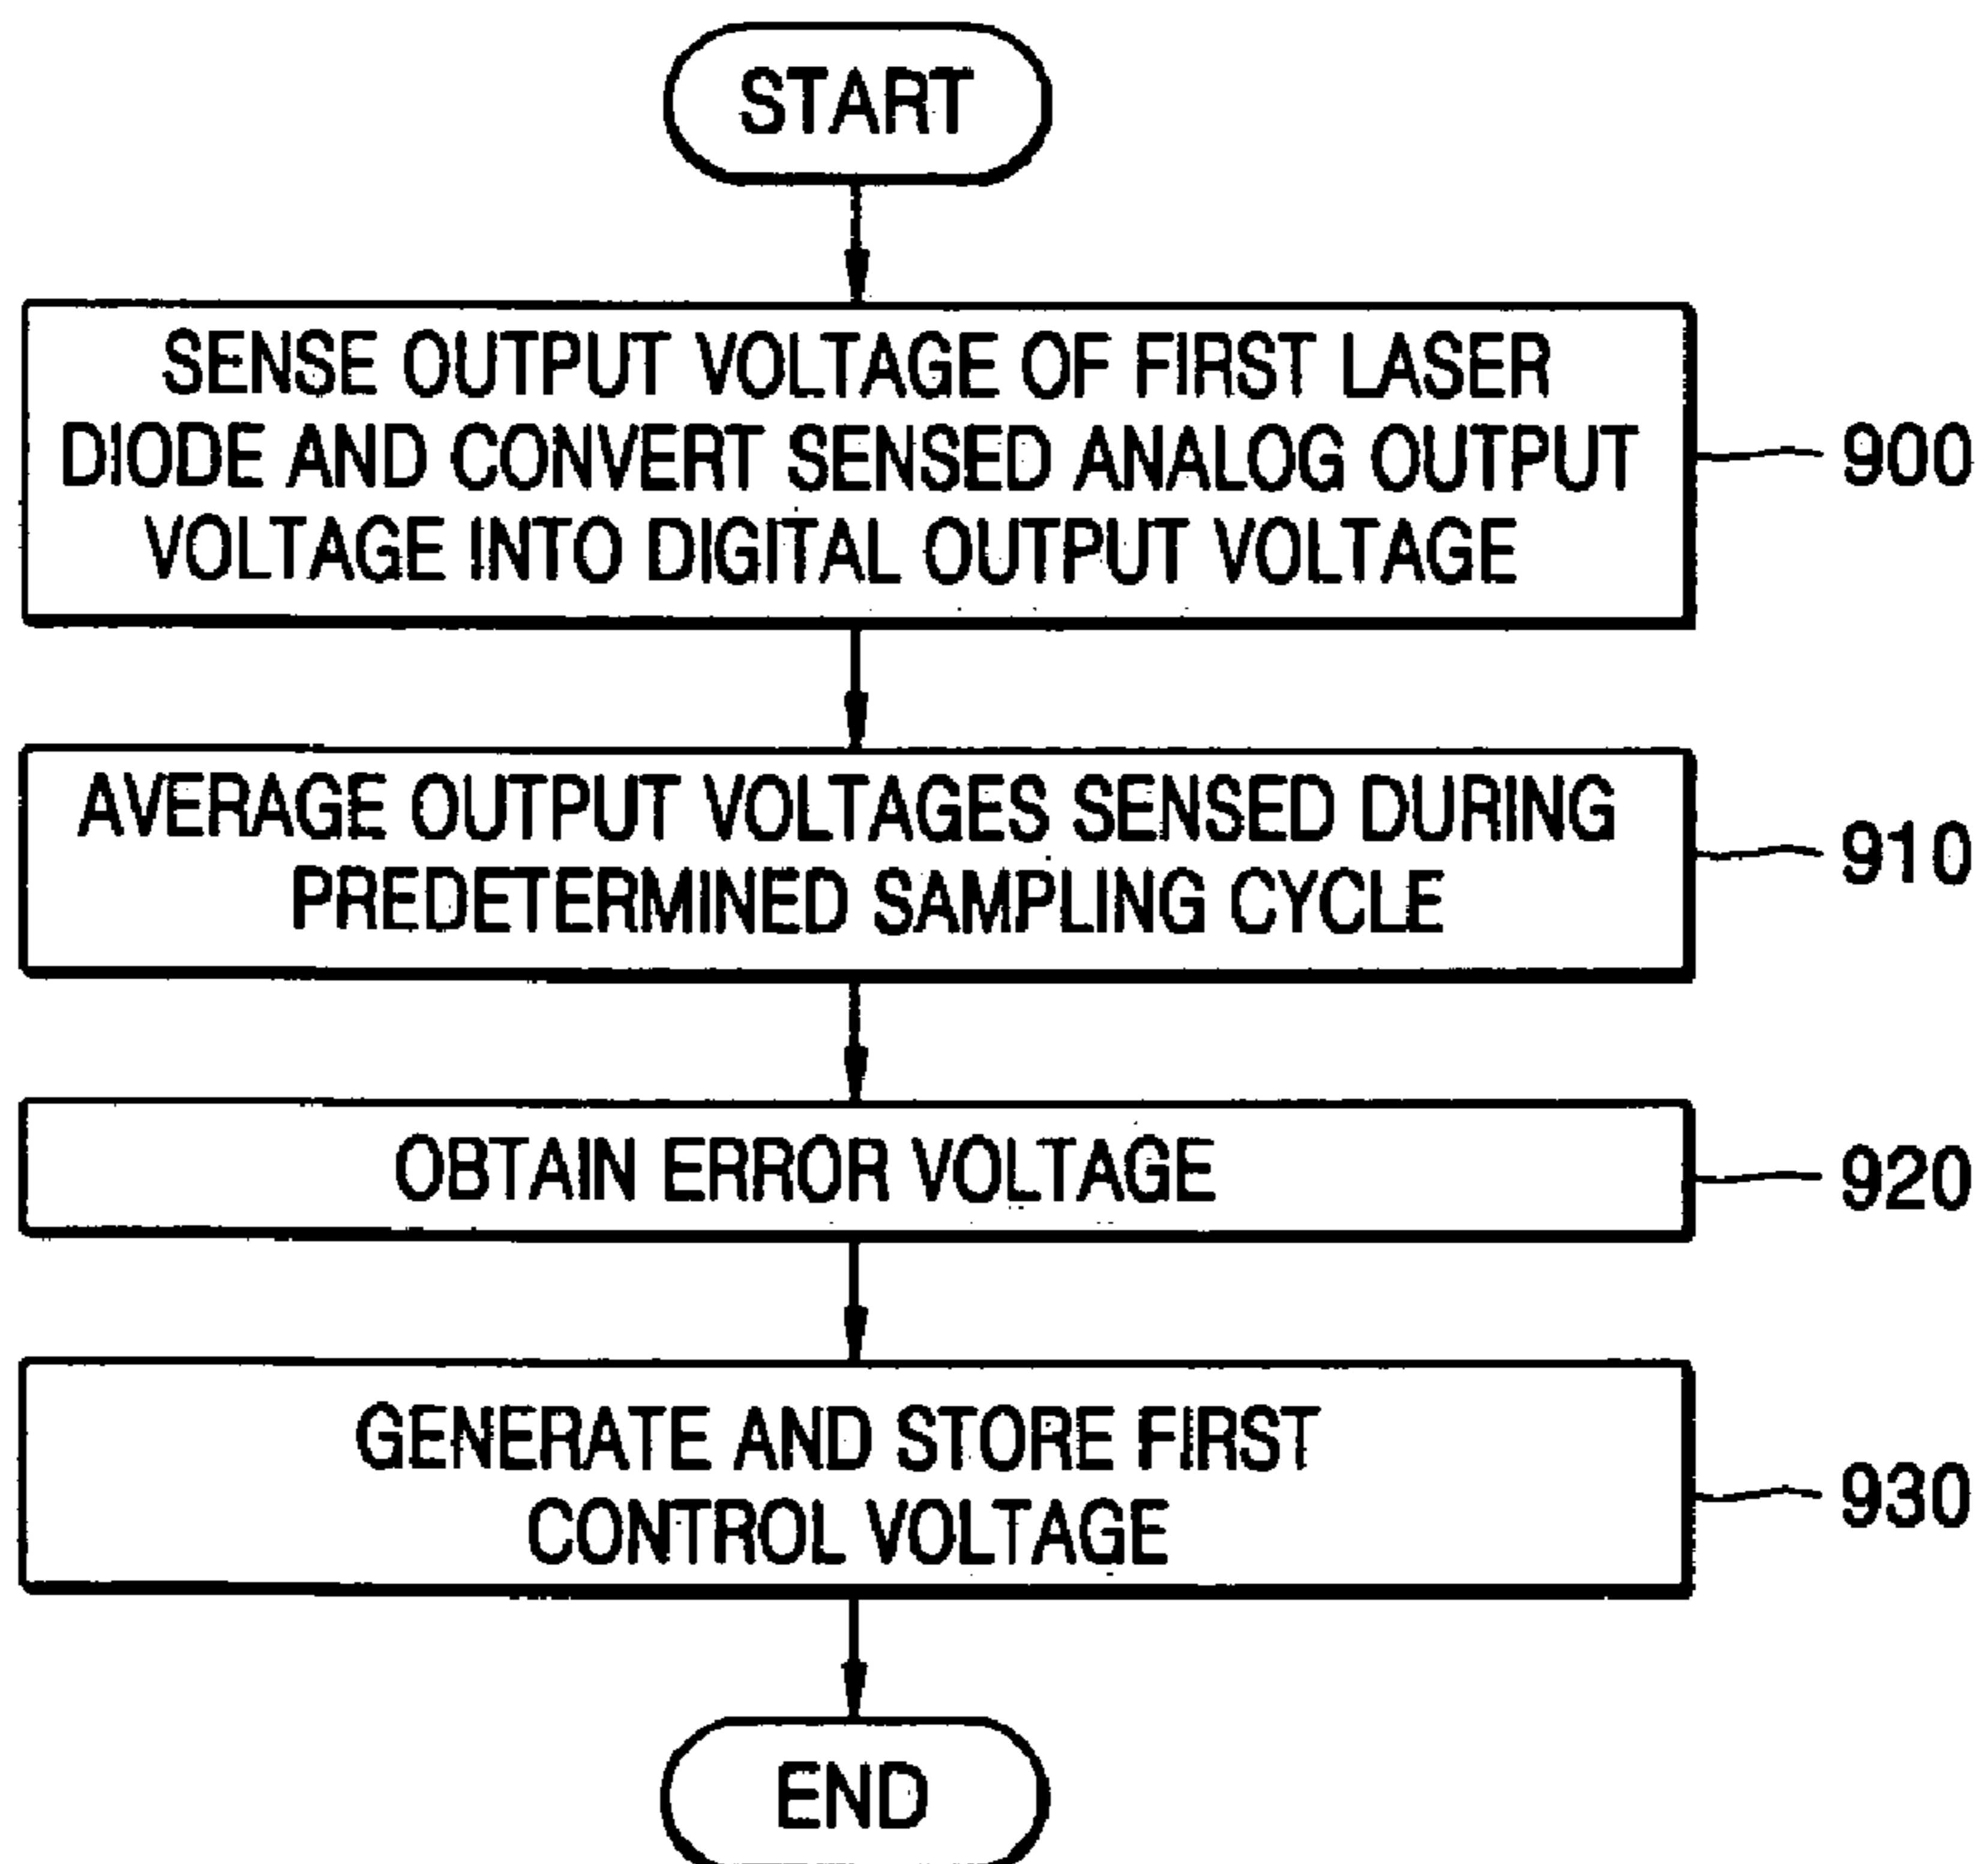 START
SENSE OUTPUT VOLTAGE OF FIRST LASER
DIODE AND CONVERT SENSED ANALOG OUTPUT
VOLTAGE INTO DIGITAL OUTPUT VOLTAGE
900
AVERAGE OUTPUT VOLTAGES SENSED DURING
PREDETERMINED SAMPLING CYCLE
910
OBTAIN ERROR VOLTAGE
920
GENERATE AND STORE FIRST
CONTROL VOLTAGE
930
END